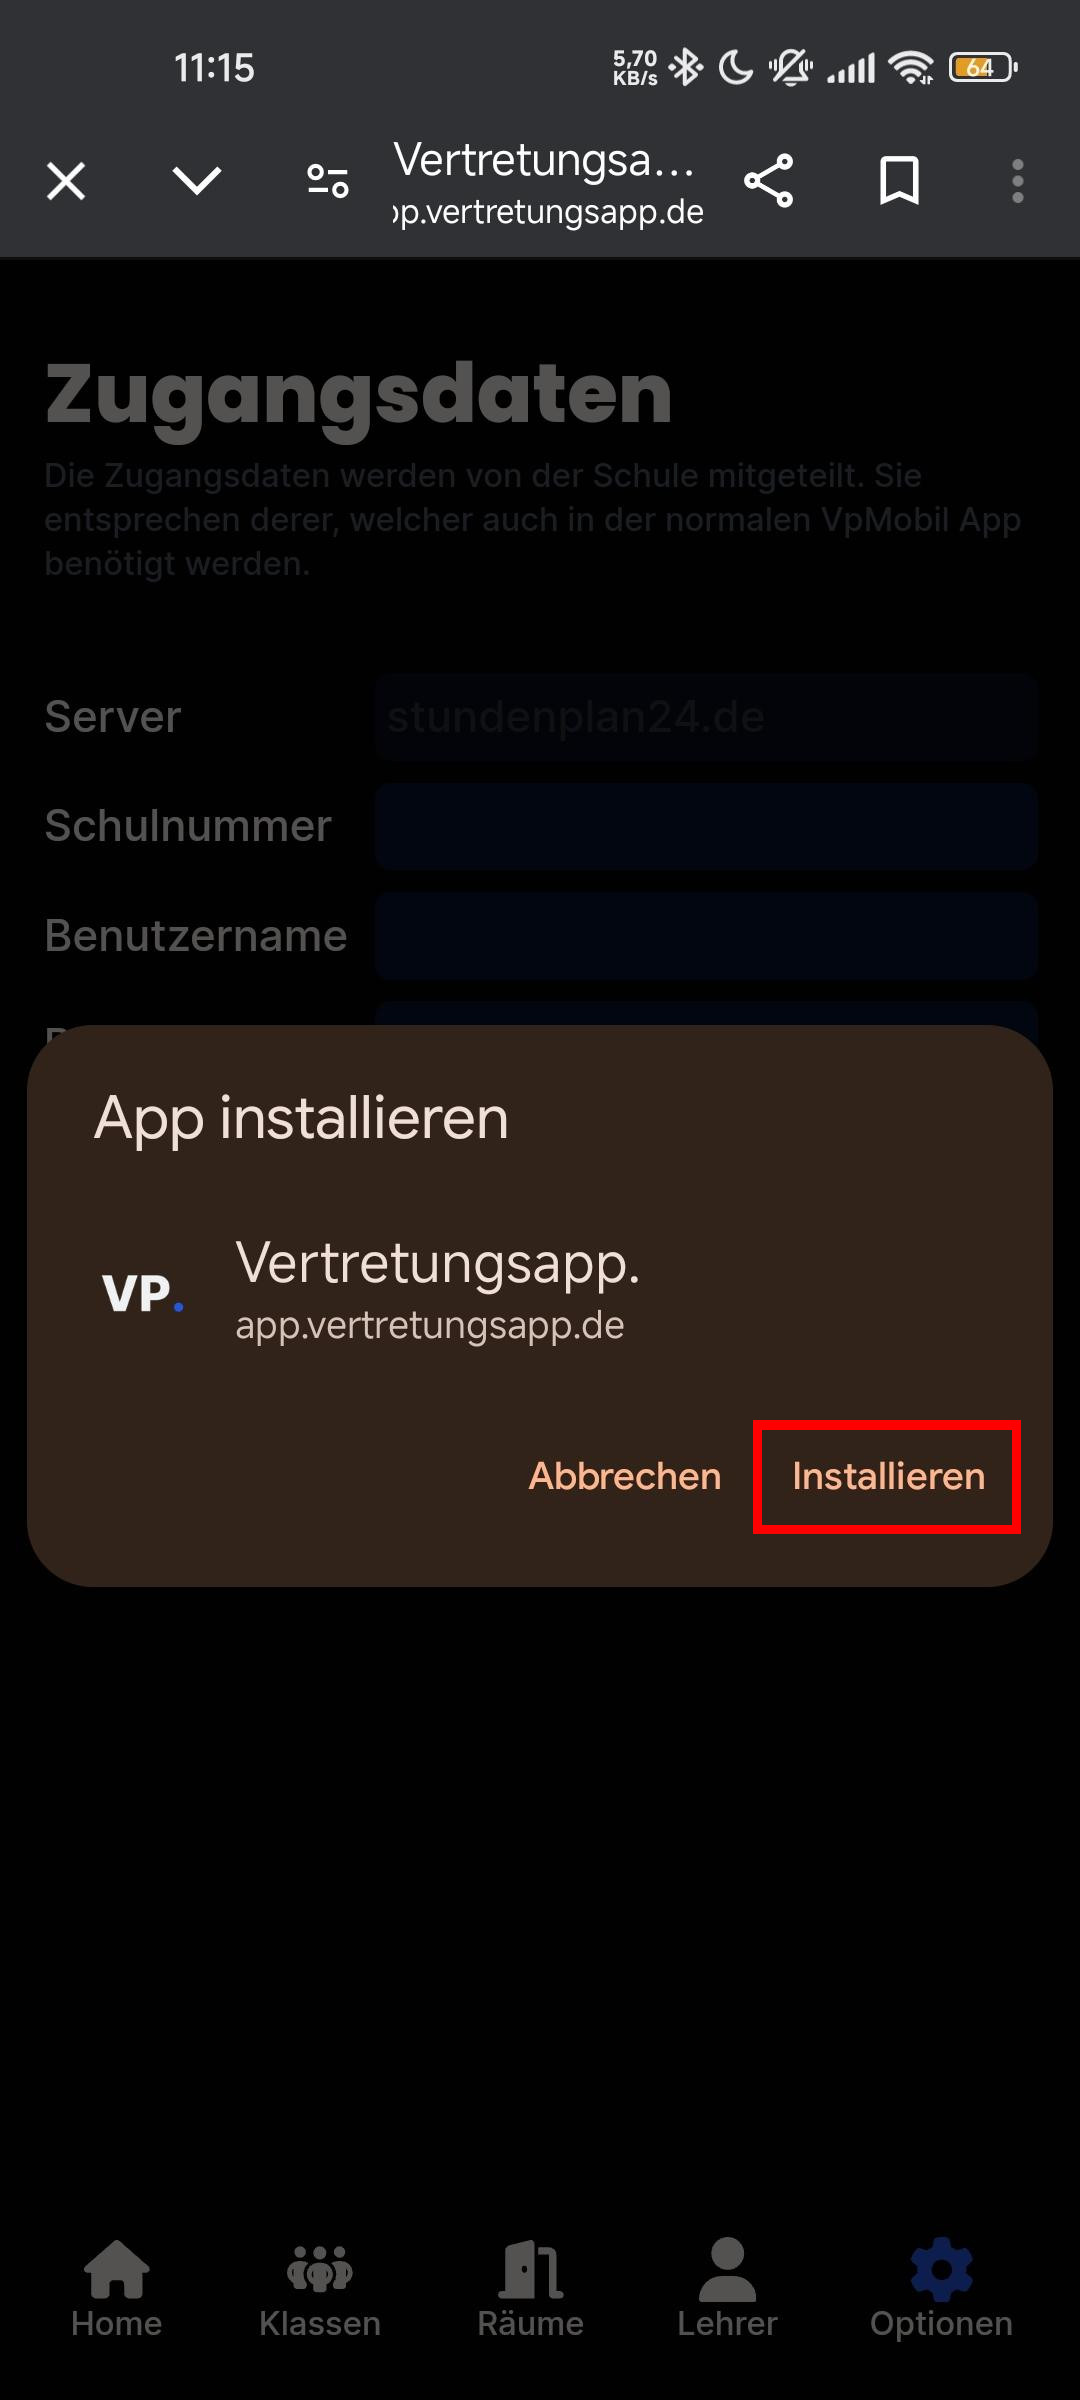 11:15
5,70
KB/s
64
Vertretungsa...
p.vertretungsapp.de
Zugangsdaten
Die Zugangsdaten werden von der Schule mitgeteilt. Sie
entsprechen derer, welcher auch in der normalen VpMobil App
benötigt werden.
Server
stundenplan24.de
Schulnummer
Benutzername
App installieren
VP.
Vertretungsapp.
app.vertretungsapp.de
Abbrechen
Installieren
Home
Klassen
Räume
Lehrer
Optionen